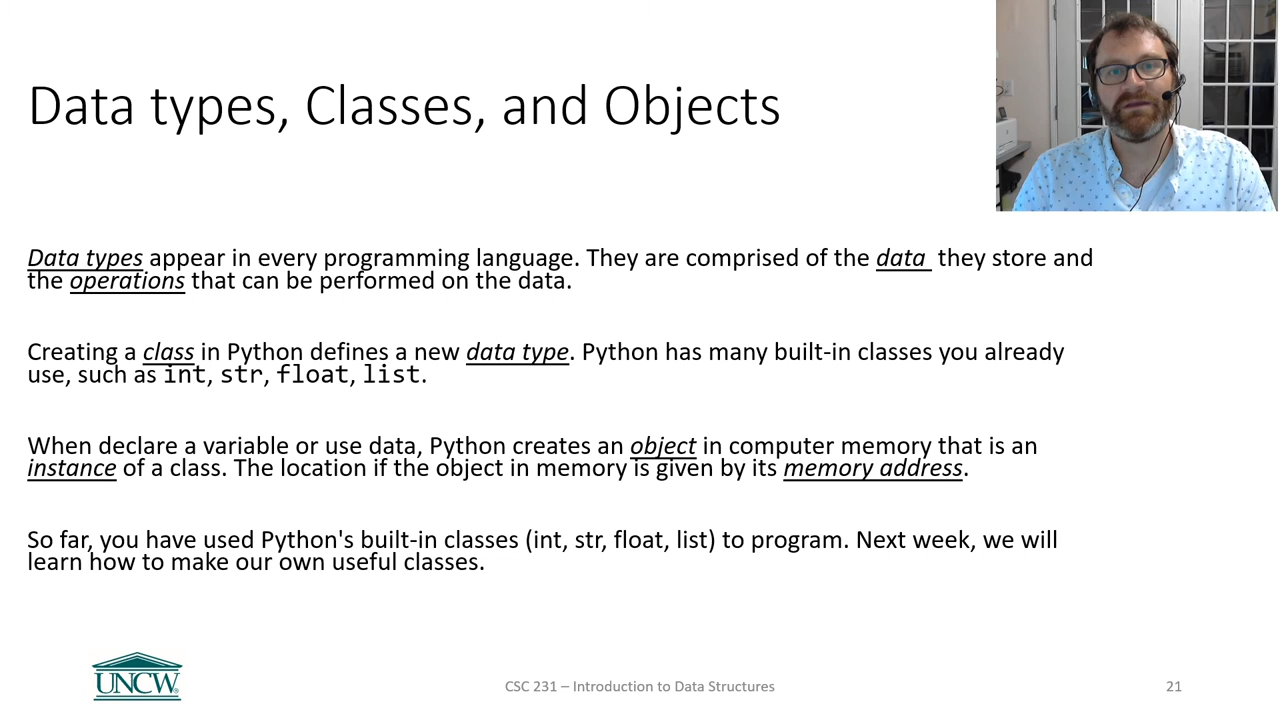 Data types, Classes, and Objects
Data types appear in every programming language. They are comprised of the data they store and
the operations that can be performed on the data.
Creating a class in Python defines a new data type. Python has many built-in classes you already
use, such as int, str, float, list.
When declare a variable or use data, Python creates an object in computer memory that is an
instance of a class. The location if the object in memory is given by its memory address.
So far, you have used Python's built-in classes (int, str, float, list) to program. Next week, we will
learn how to make our own useful classes.
UNCW
CSC 231 – Introduction to Data Structures
21